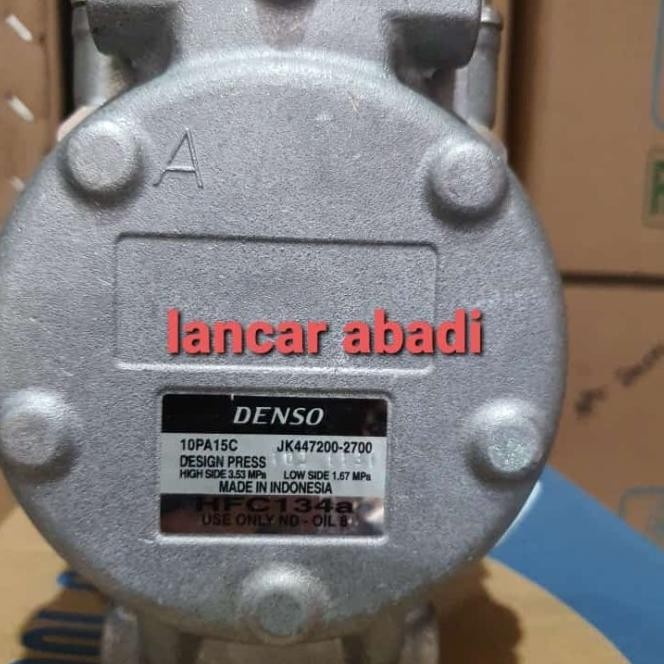 A
lancar abadi
DENSO
10PA15C JK447200-2700
DESIGN PRESS
HIGH SIDE 3.53 MPa LOW SIDE 1.67 MPa
MADE IN INDONESIA
HFC134a
USE ONLY ND-OIL 8